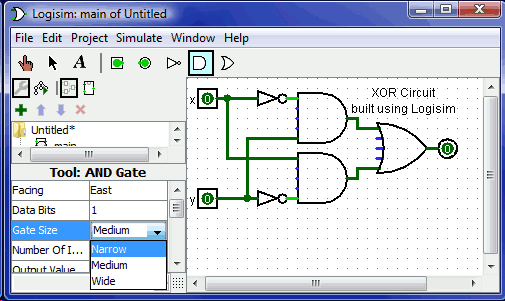 Logisim: main of Untitled
File Edit Project Simulate Window Help
A
Untitled*
main
Tool: AND Gate
Facing East
Data Bits 1
Gate Size Medium
Number Of I... Narrow
Medium
Output Value Wide
x 0
y 0
XOR Circuit
built using Logisim
0